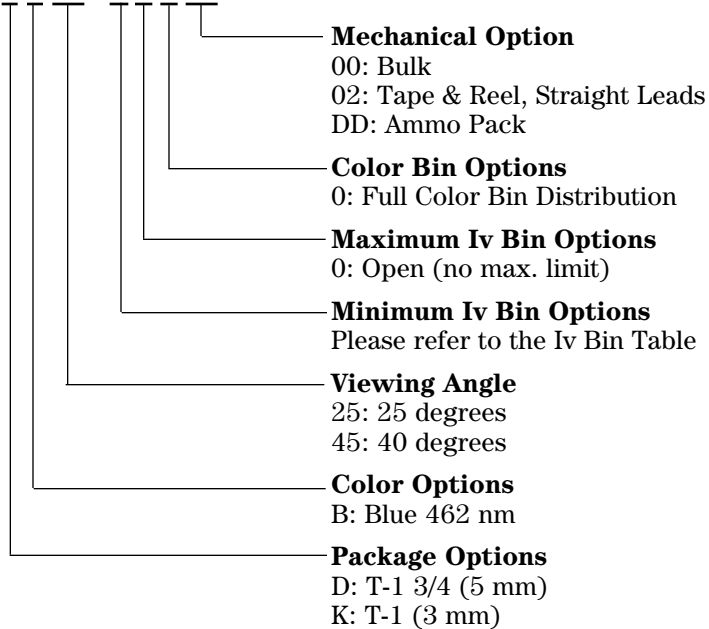 Mechanical Option
00: Bulk
02: Tape & Reel, Straight Leads
DD: Ammo Pack
Color Bin Options
0: Full Color Bin Distribution
Maximum Iv Bin Options
0: Open (no max. limit)
Minimum Iv Bin Options
Please refer to the Iv Bin Table
Viewing Angle
25: 25 degrees
45: 40 degrees
Color Options
B: Blue 462 nm
Package Options
D: T-1 3/4 (5 mm)
K: T-1 (3 mm)